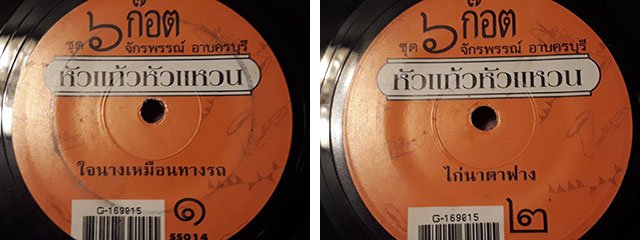 ชุด ๖ ก๊อต
จักรพรรณ์ อาบครบุรี
หัวแก้วหัวแหวน
ใจนางเหมือนทางรถ
G-169015
๑
SS014
ชุด ๖ ก๊อต
จักรพรรณ์ อาบครบุรี
หัวแก้วหัวแหวน
ไก่นาตาฟาง
G-169015
๒